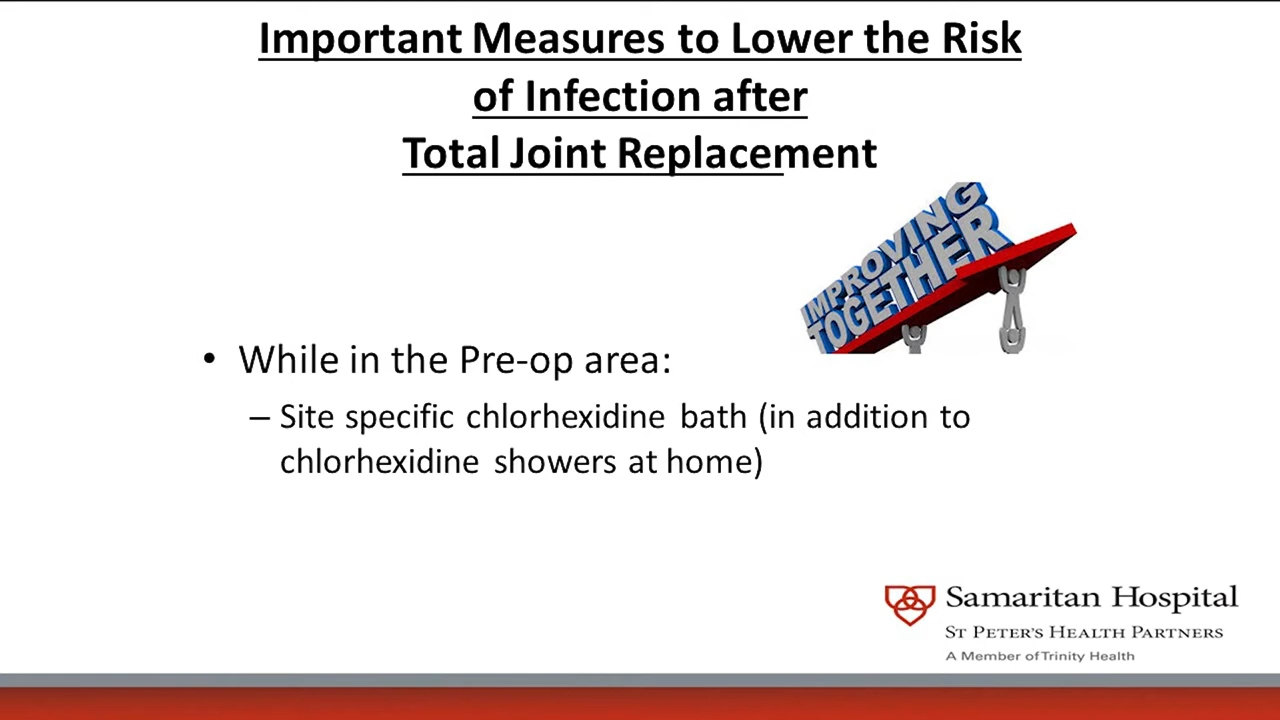 Important Measures to Lower the Risk
of Infection after
Total Joint Replacement
IMPROVING
TOGETHER
• While in the Pre-op area:
– Site specific chlorhexidine bath (in addition to
chlorhexidine showers at home)
Samaritan Hospital
ST PETER'S HEALTH PARTNERS
A Member of Trinity Health